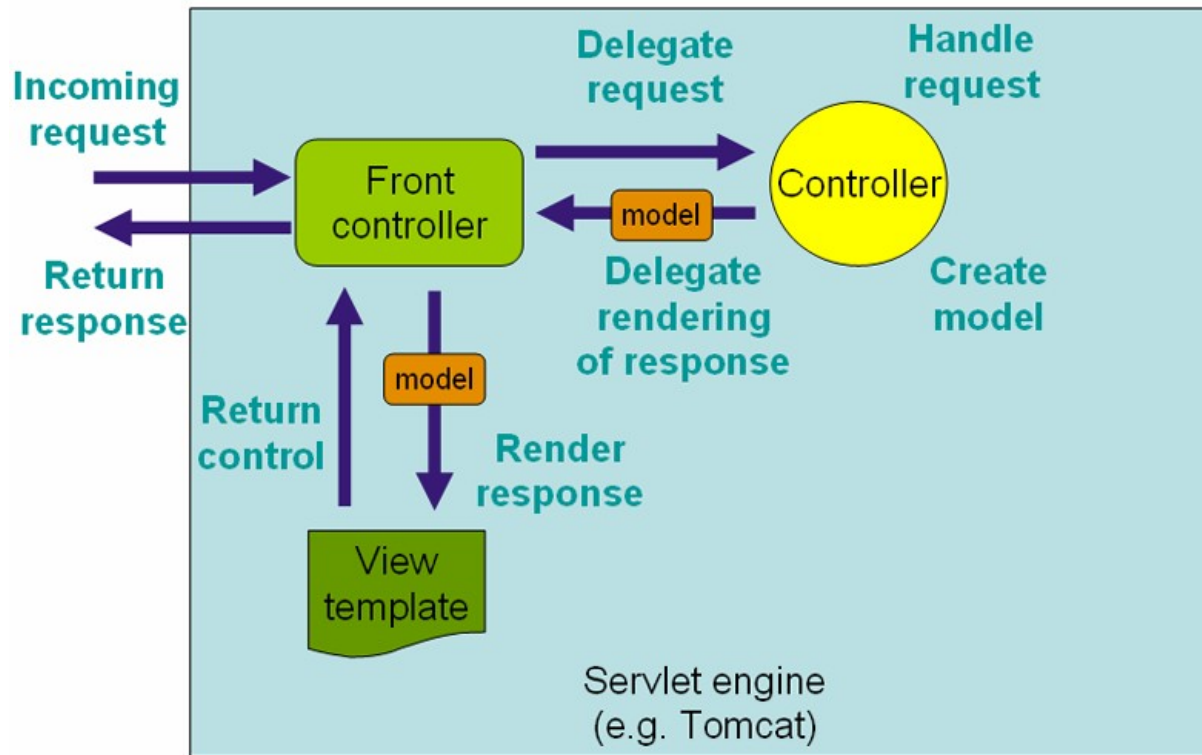 Incoming
request
Return
response
Front
controller
Delegate
request
Handle
request
Controller
model
Delegate
rendering
of response
Create
model
Return
control
model
Render
response
View
template
Servlet engine
(e.g. Tomcat)